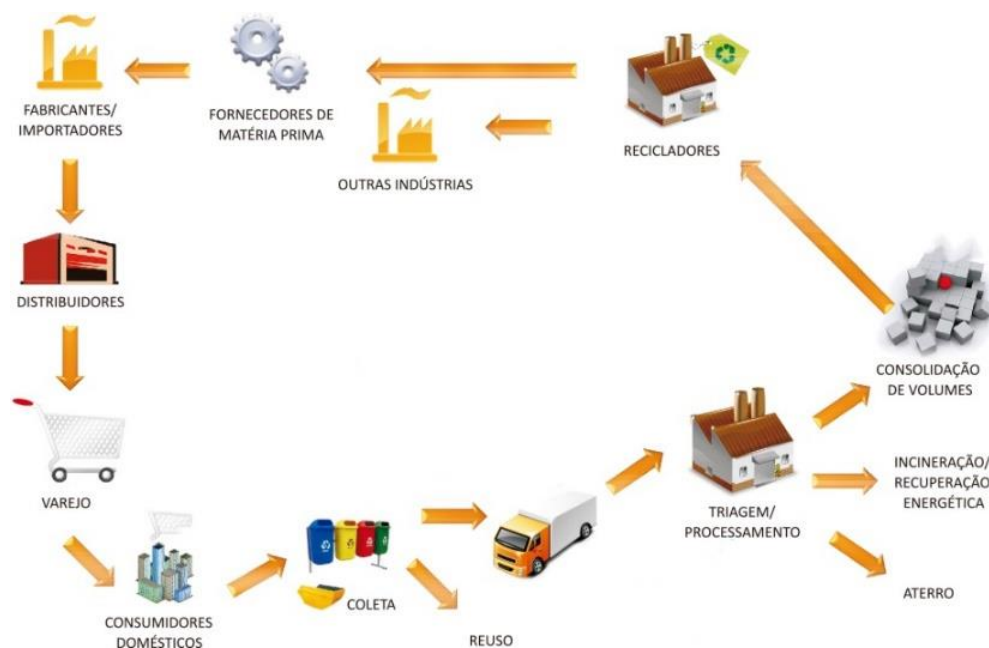 FABRICANTES/
IMPORTADORES
FORNECEDORES DE
MATÉRIA PRIMA
OUTRAS INDÚSTRIAS
RECICLADORES
DISTRIBUIDORES
VAREJO
CONSUMIDORES
DOMÉSTICOS
COLETA
REUSO
TRIAGEM/
PROCESSAMENTO
CONSOLIDAÇÃO
DE VOLUMES
INCINERAÇÃO/
RECUPERAÇÃO
ENERGÉTICA
ATERRO